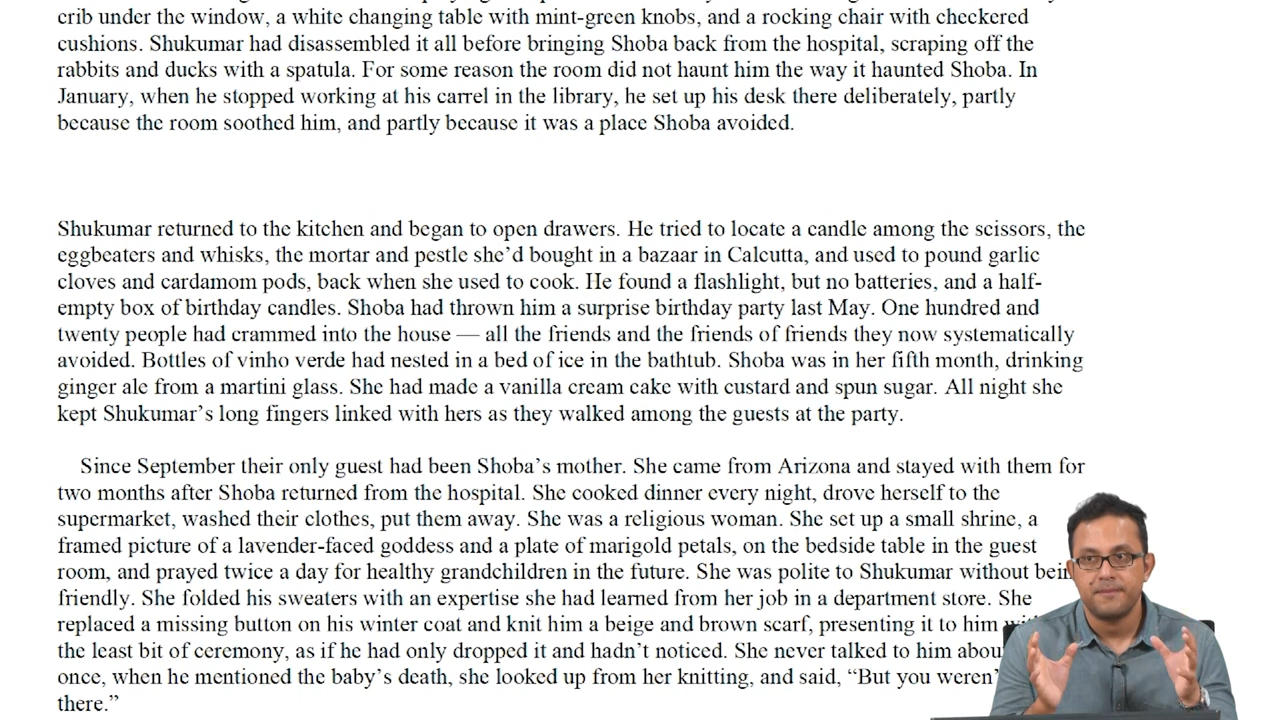 crib under the window, a white changing table with mint-green knobs, and a rocking chair with checkered
cushions. Shukumar had disassembled it all before bringing Shoba back from the hospital, scraping off the
rabbits and ducks with a spatula. For some reason the room did not haunt him the way it haunted Shoba. In
January, when he stopped working at his carrel in the library, he set up his desk there deliberately, partly
because the room soothed him, and partly because it was a place Shoba avoided.
Shukumar returned to the kitchen and began to open drawers. He tried to locate a candle among the scissors, the
eggbeaters and whisks, the mortar and pestle she’d bought in a bazaar in Calcutta, and used to pound garlic
cloves and cardamom pods, back when she used to cook. He found a flashlight, but no batteries, and a half-
empty box of birthday candles. Shoba had thrown him a surprise birthday party last May. One hundred and
twenty people had crammed into the house — all the friends and the friends of friends they now systematically
avoided. Bottles of vinho verde had nested in a bed of ice in the bathtub. Shoba was in her fifth month, drinking
ginger ale from a martini glass. She had made a vanilla cream cake with custard and spun sugar. All night she
kept Shukumar’s long fingers linked with hers as they walked among the guests at the party.
Since September their only guest had been Shoba’s mother. She came from Arizona and stayed with them for
two months after Shoba returned from the hospital. She cooked dinner every night, drove herself to the
supermarket, washed their clothes, put them away. She was a religious woman. She set up a small shrine, a
framed picture of a lavender-faced goddess and a plate of marigold petals, on the bedside table in the guest
room, and prayed twice a day for healthy grandchildren in the future. She was polite to Shukumar without
friendly. She folded his sweaters with an expertise she had learned from her job in a department store. She
replaced a missing button on his winter coat and knit him a beige and brown scarf, presenting it to him
the least bit of ceremony, as if he had only dropped it and hadn’t noticed. She never talked to him
once, when he mentioned the baby’s death, she looked up from her knitting, and said, “But you
there.”